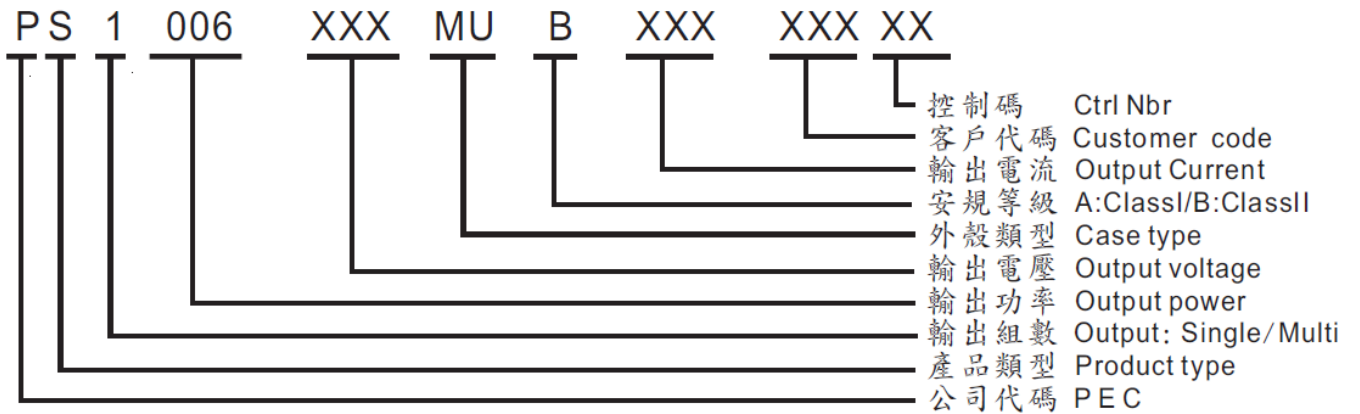 P S 1 006 XXX MU B XXX XXX XX
控制碼 Ctrl Nbr
客戶代碼 Customer code
輸出電流 Output Current
安規等級 A:ClassI/B:ClassII
外殼類型 Case type
輸出電壓 Output voltage
輸出功率 Output power
輸出組數 Output: Single/Multi
產品類型 Product type
公司代碼 PEC